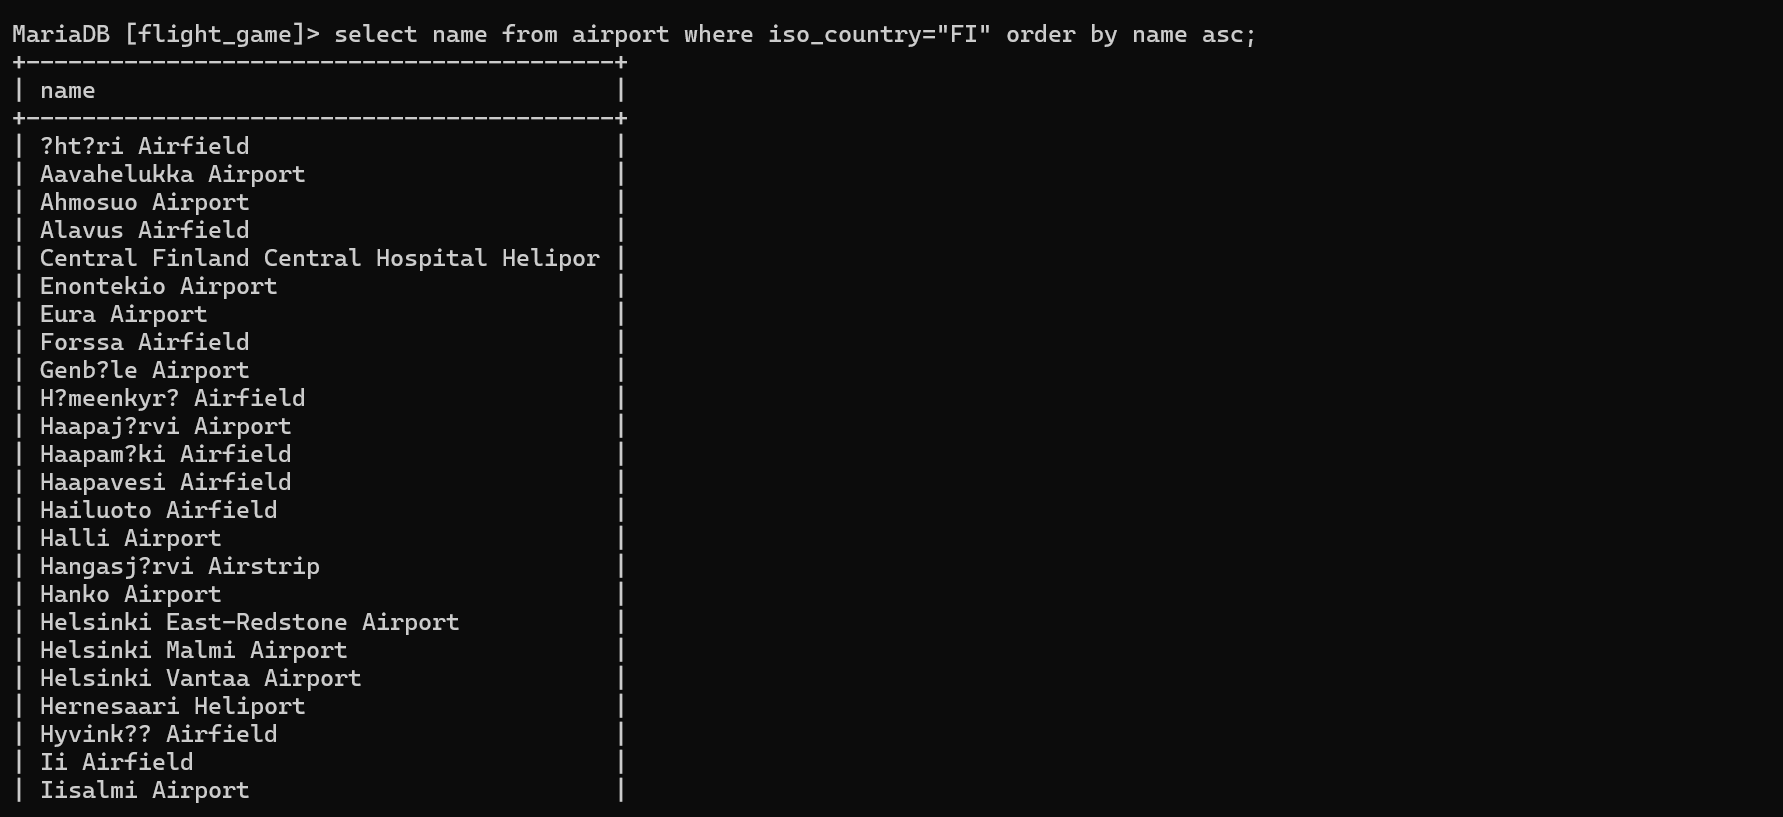 MariaDB [flight_game]> select name from airport where iso_country="FI" order by name asc;
+------------------------------------------+
| name                                     |
+------------------------------------------+
| ?ht?ri Airfield                          |
| Aavahelukka Airport                      |
| Ahmosuo Airport                          |
| Alavus Airfield                          |
| Central Finland Central Hospital Helipor |
| Enontekio Airport                        |
| Eura Airport                             |
| Forssa Airfield                          |
| Genb?le Airport                          |
| H?meenkyr? Airfield                      |
| Haapaj?rvi Airport                       |
| Haapam?ki Airfield                       |
| Haapavesi Airfield                       |
| Hailuoto Airfield                        |
| Halli Airport                            |
| Hangasj?rvi Airstrip                     |
| Hanko Airport                            |
| Helsinki East-Redstone Airport           |
| Helsinki Malmi Airport                   |
| Helsinki Vantaa Airport                  |
| Hernesaari Heliport                      |
| Hyvink?? Airfield                        |
| Ii Airfield                              |
| Iisalmi Airport                          |